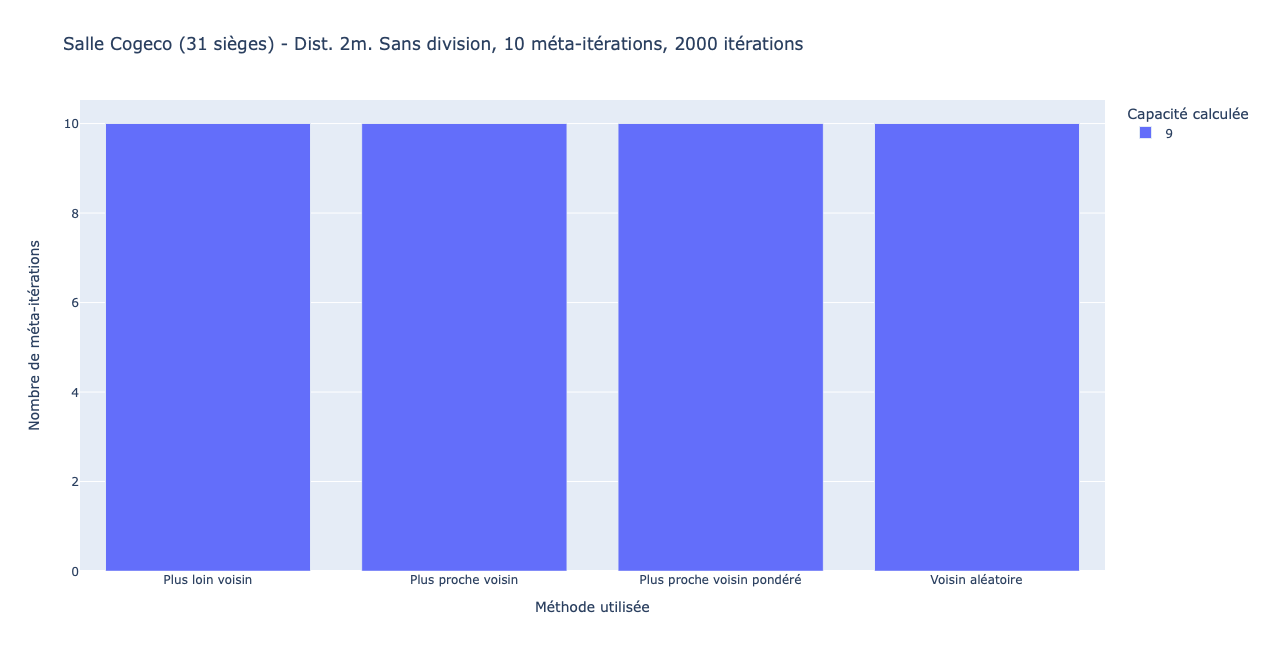 Salle Cogeco (31 sièges) - Dist. 2m. Sans division, 10 méta-itérations, 2000 itérations
Capacité calculée
9
Nombre de méta-itérations
10
8
6
4
2
0
Plus loin voisin
Plus proche voisin
Plus proche voisin pondéré
Voisin aléatoire
Méthode utilisée